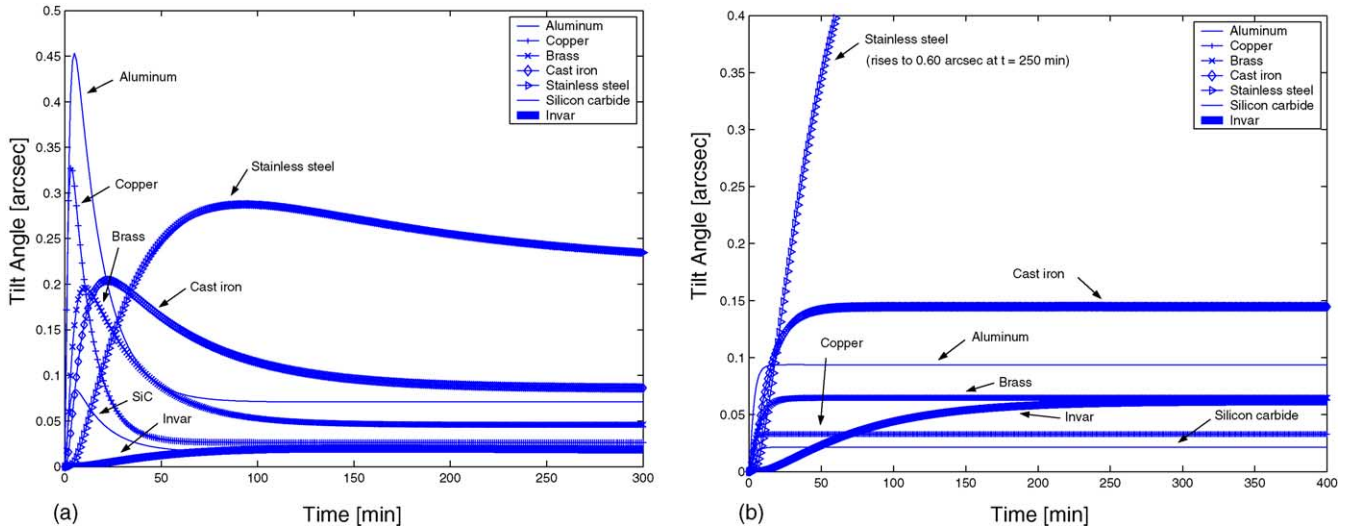 0.5
0.45
0.4
0.35
0.3
0.25
0.2
0.15
0.1
0.05
0
Tilt Angle [arcsec]
Aluminum
Copper
Brass
Stainless steel
Cast iron
SiC
Invar
Aluminum
Copper
Brass
Cast iron
Stainless steel
Silicon carbide
Invar
0 50 100 150 200 250 300
(a) Time [min]
0.4
0.35
0.3
0.25
0.2
0.15
0.1
0.05
0
Tilt Angle [arcsec]
Stainless steel
(rises to 0.60 arcsec at t = 250 min)
Aluminum
Copper
Brass
Cast iron
Stainless steel
Silicon carbide
Invar
Cast iron
Aluminum
Copper
Brass
Invar
Silicon carbide
0 50 100 150 200 250 300 350 400
(b) Time [min]